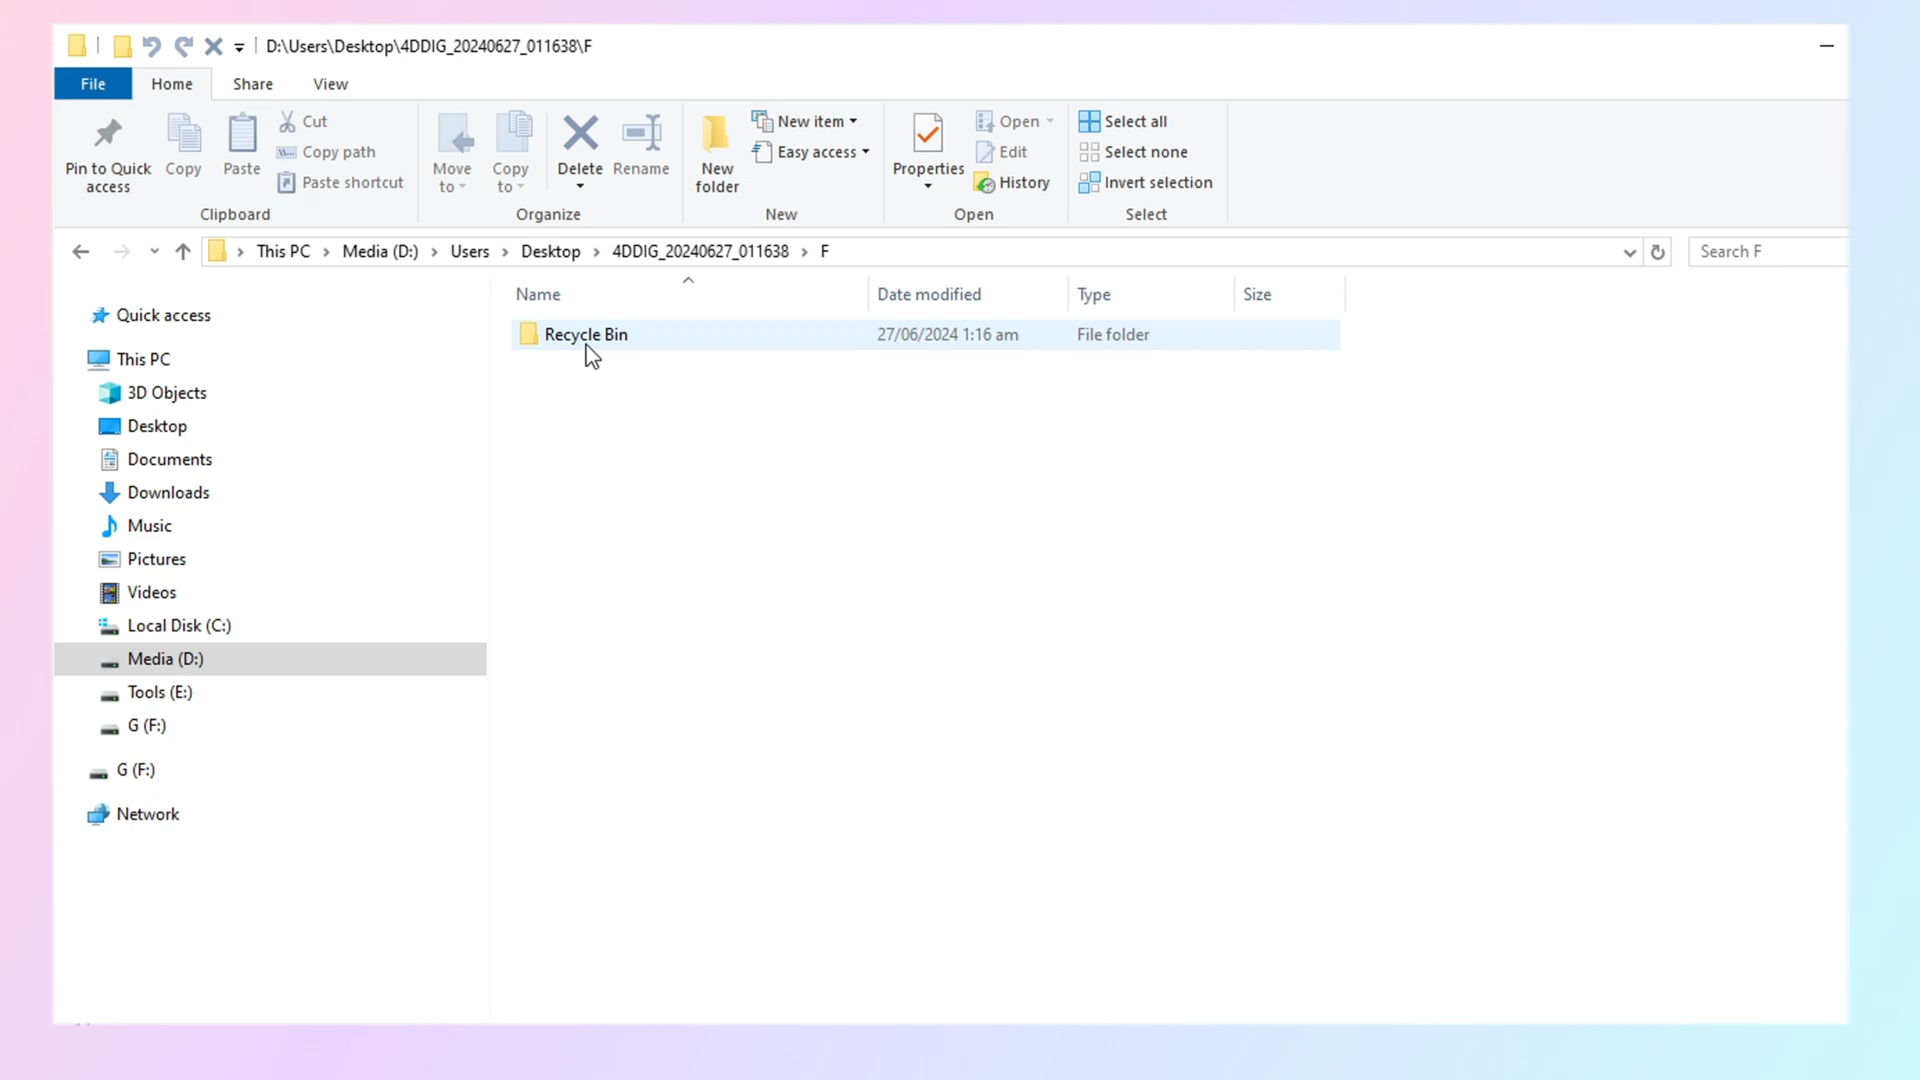 D:\Users\Desktop\4DDIG_20240627_011638\F
File Home Share View
Pin to Quick access
Copy
Paste
Cut
Copy path
Paste shortcut
Clipboard
Move to
Copy to
Delete
Rename
Organize
New folder
New item
Easy access
New
Properties
Open
Edit
History
Open
Select all
Select none
Invert selection
Select
This PC > Media (D:) > Users > Desktop > 4DDIG_20240627_011638 > F
Search F
Name Date modified Type Size
Recycle Bin 27/06/2024 1:16 am File folder
Quick access
This PC
3D Objects
Desktop
Documents
Downloads
Music
Pictures
Videos
Local Disk (C:)
Media (D:)
Tools (E:)
G (F:)
G (F:)
Network